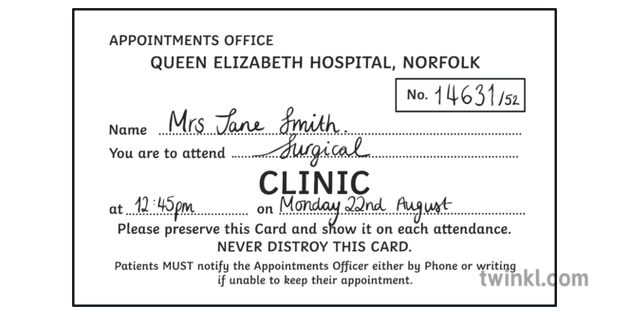 APPOINTMENTS OFFICE
QUEEN ELIZABETH HOSPITAL, NORFOLK
No. 14631/52
Name Mrs Jane Smith.
You are to attend Surgical
CLINIC
at 12:45pm on Monday 22nd August
Please preserve this Card and show it on each attendance.
NEVER DISTROY THIS CARD.
Patients MUST notify the Appointments Officer either by Phone or writing
if unable to keep their appointment.
twinkl.com